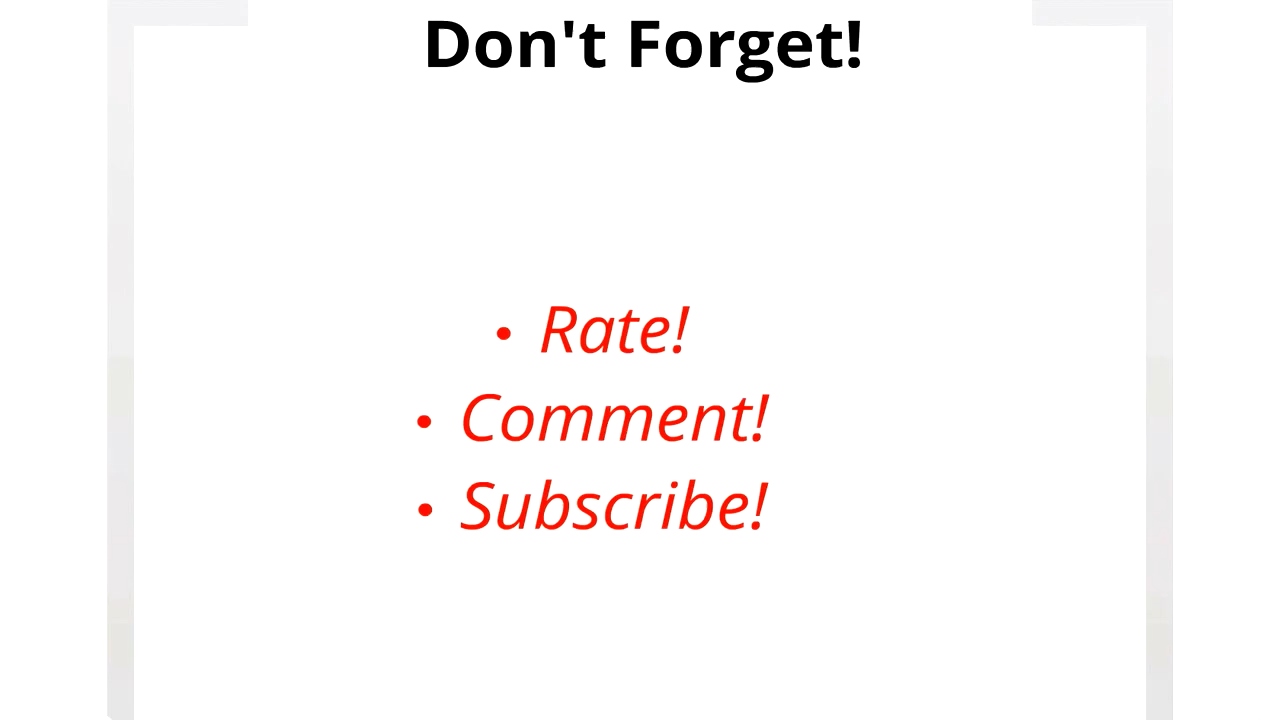 Don't Forget!
• Rate!
• Comment!
• Subscribe!